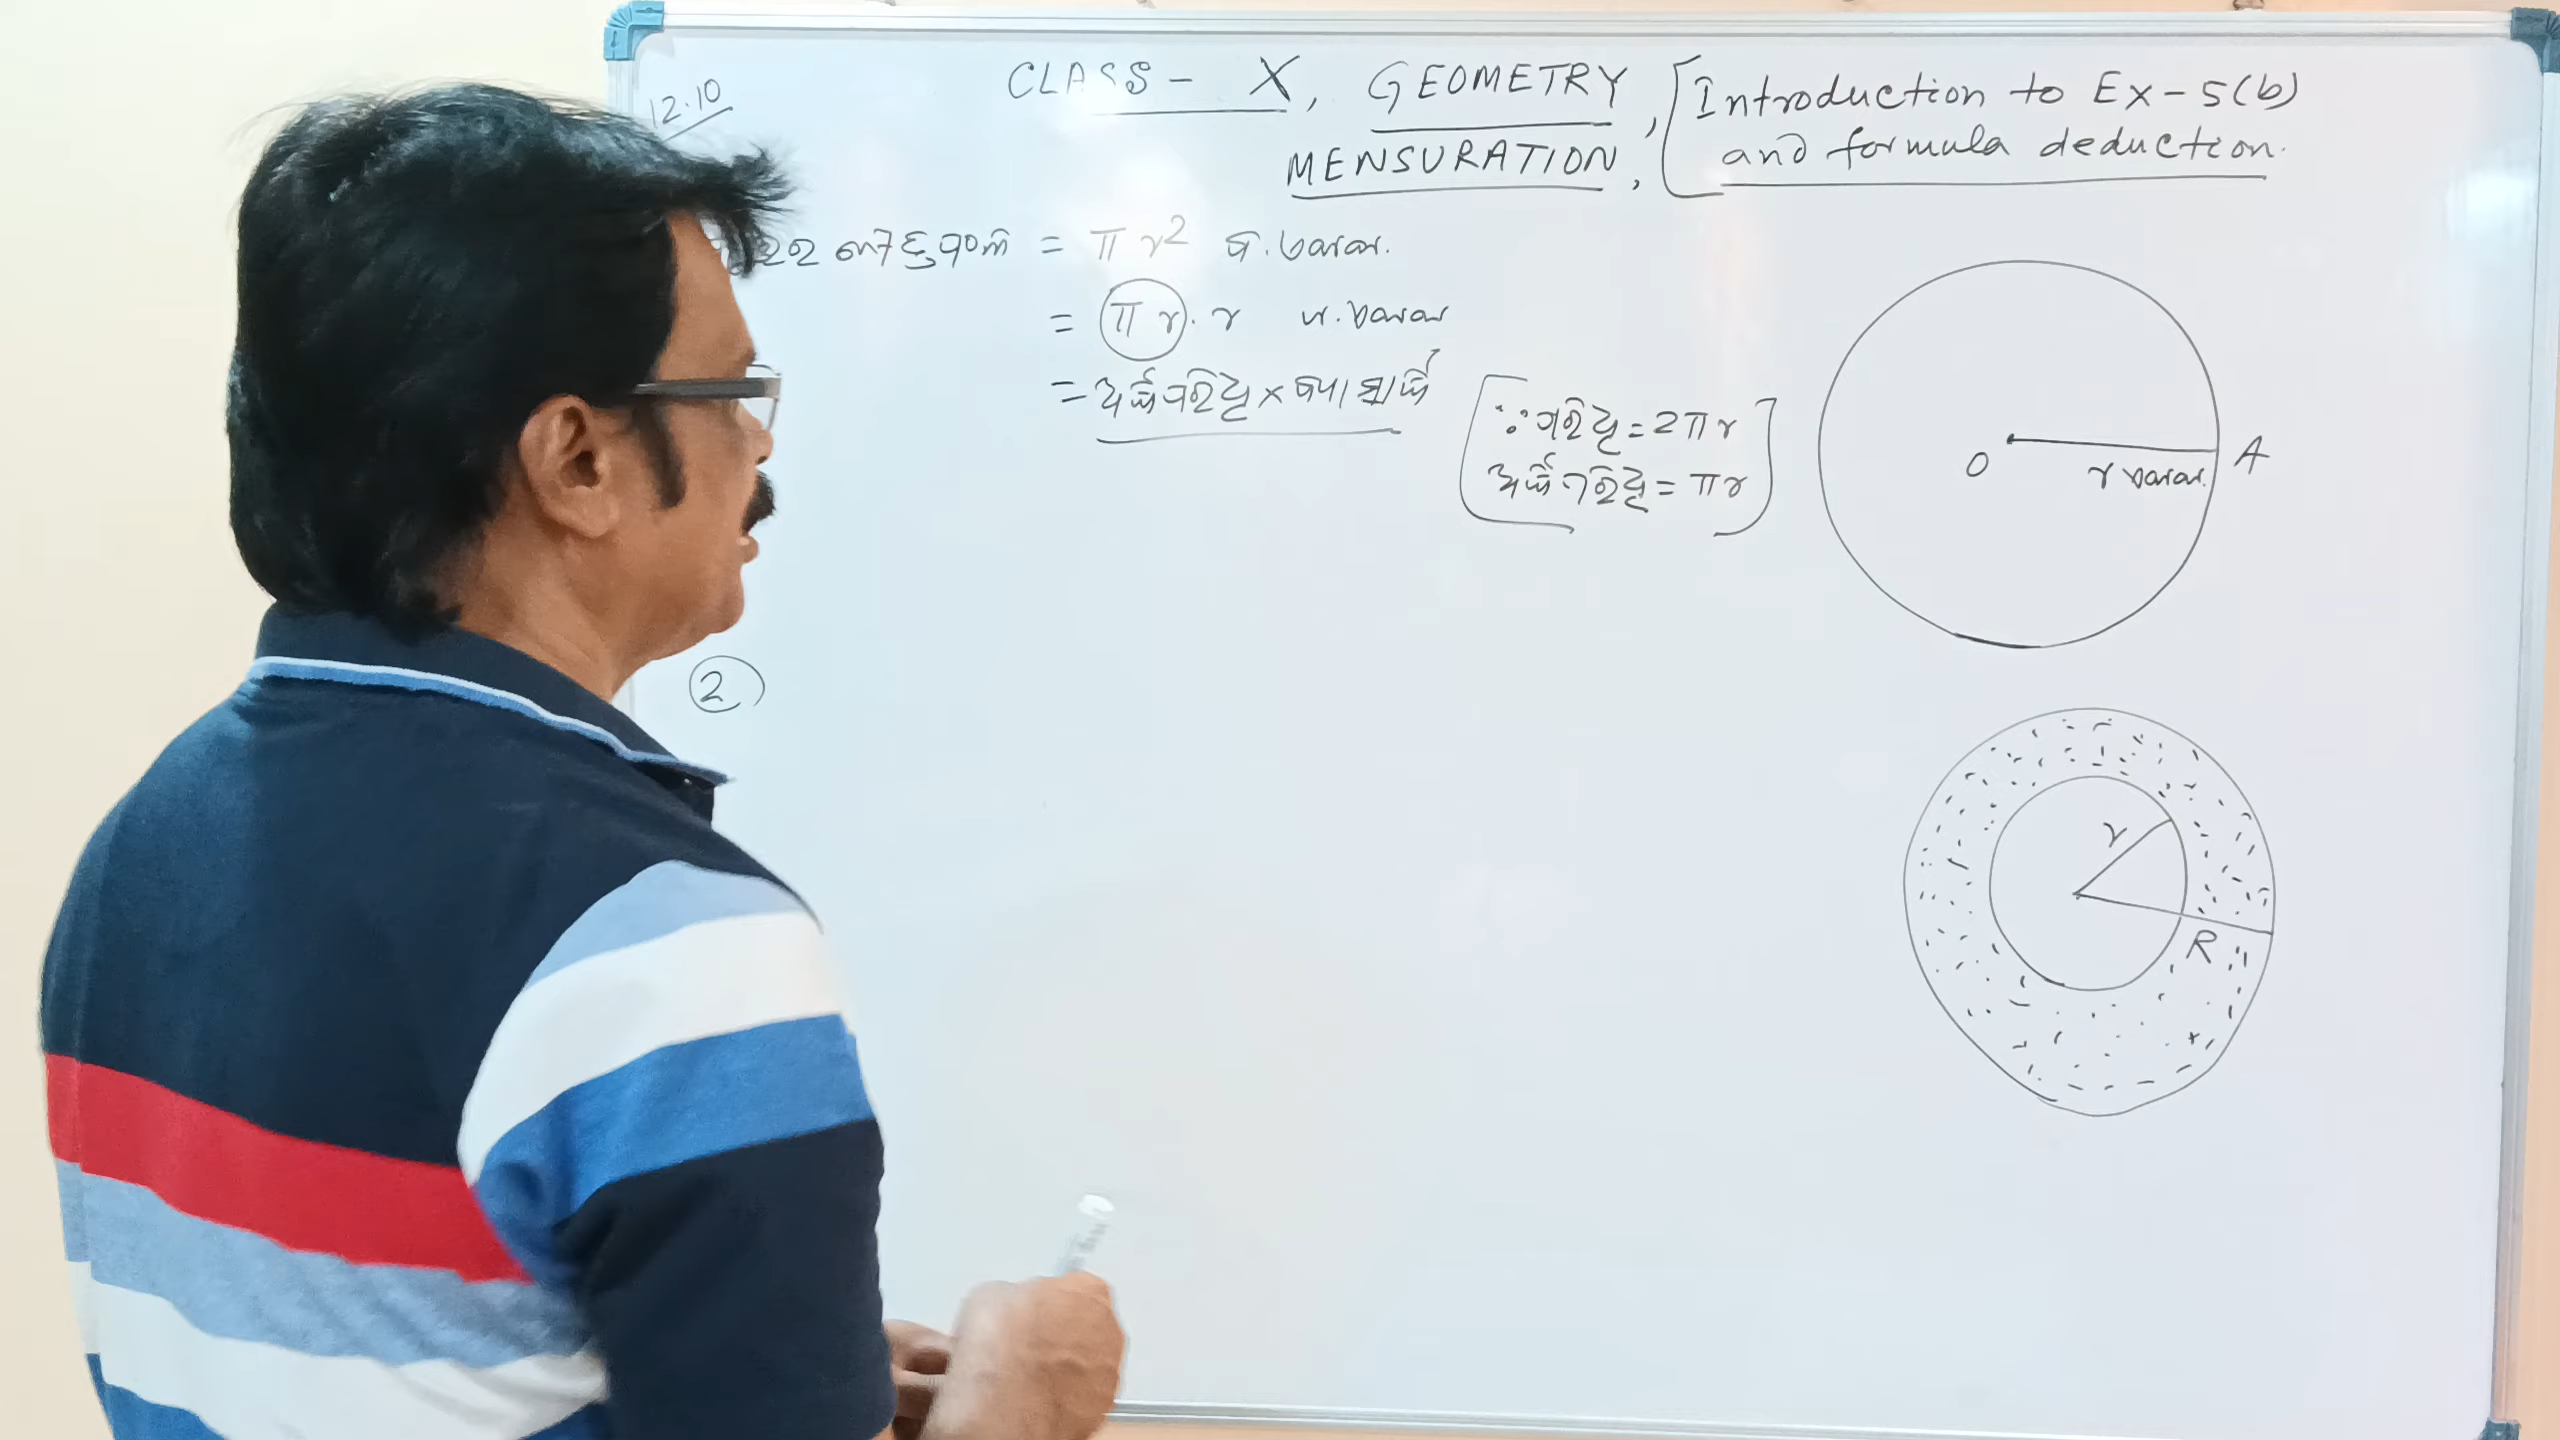 12.10
CLASS - X, GEOMETRY, [Introduction to Ex-5(b)
MENSURATION, and formula deduction.
କ୍ଷେତ୍ରଫଳ = πr² ବ.ଏକକ.
= πr.r ବ.ଏକକ
= ଅର୍ଦ୍ଧପରିଧି × ବ୍ୟାସାର୍ଦ୍ଧ
[∵ ପରିଧି = 2πr
ଅର୍ଦ୍ଧପରିଧି = πr]
O
r ଏକକ.
A
2
r
R